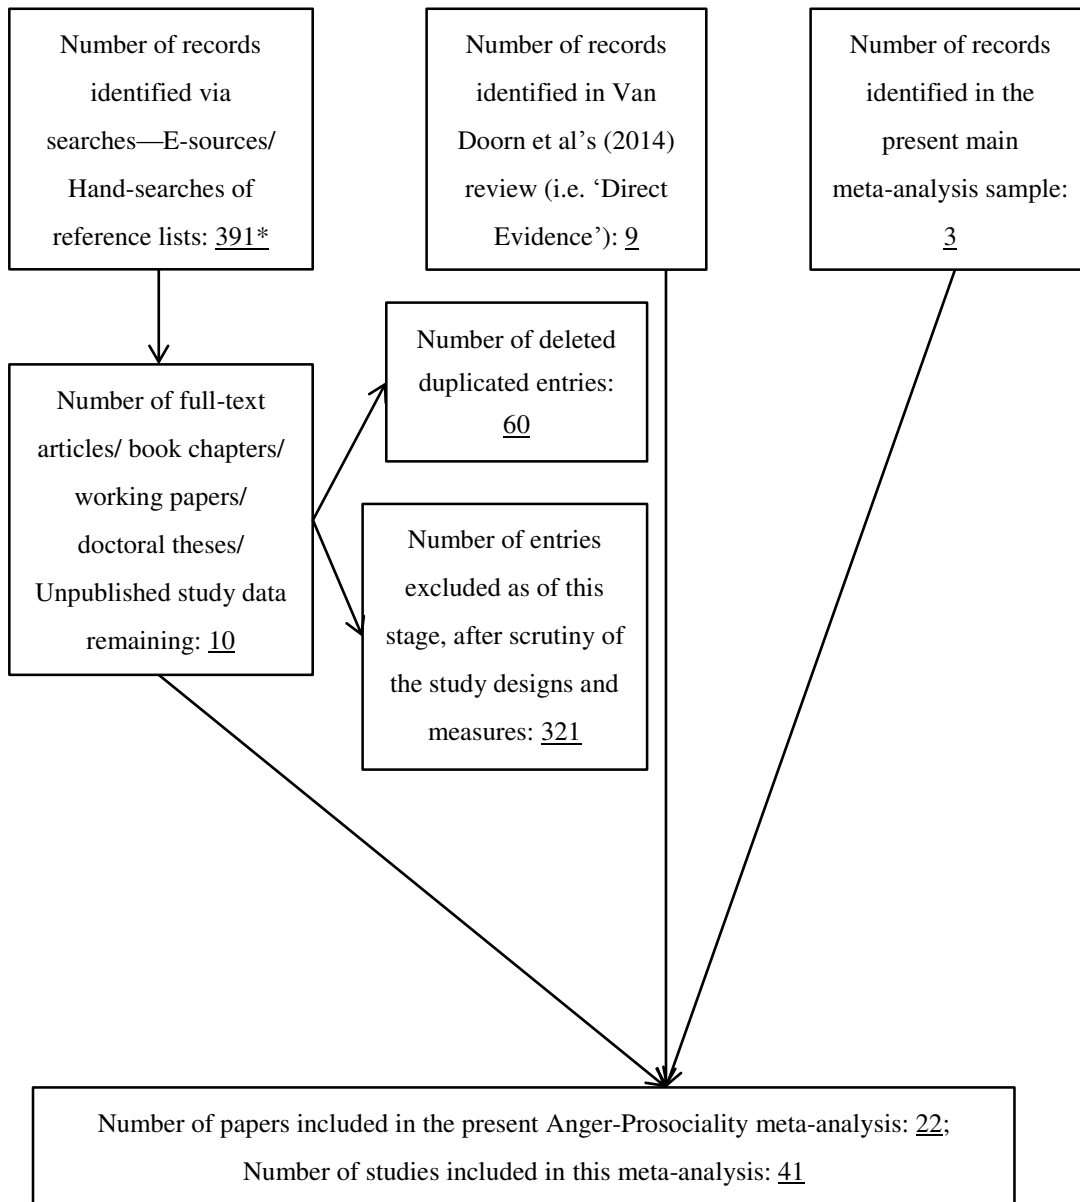 Number of records
identified via
searches—E-sources/
Hand-searches of
reference lists: 391*
Number of records
identified in Van
Doorn et al’s (2014)
review (i.e. ‘Direct
Evidence’): 9
Number of records
identified in the
present main
meta-analysis sample:
3
Number of full-text
articles/ book chapters/
working papers/
doctoral theses/
Unpublished study data
remaining: 10
Number of deleted
duplicated entries:
60
Number of entries
excluded as of this
stage, after scrutiny of
the study designs and
measures: 321
Number of papers included in the present Anger-Prosociality meta-analysis: 22;
Number of studies included in this meta-analysis: 41